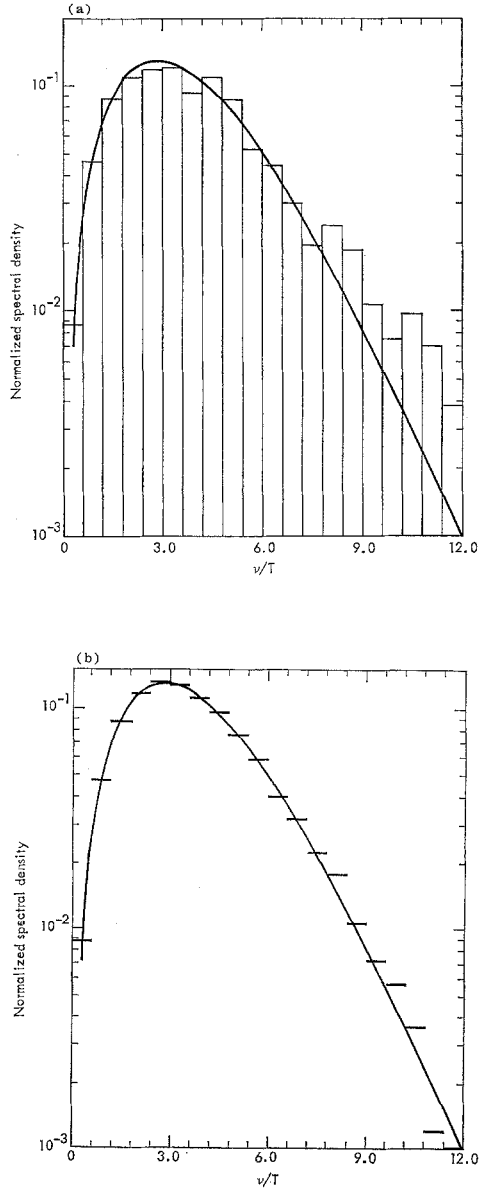 (a)
10⁻¹
10⁻²
10⁻³
Normalized spectral density
0 3.0 6.0 9.0 12.0
ν/T
(b)
10⁻¹
10⁻²
10⁻³
Normalized spectral density
0 3.0 6.0 9.0 12.0
ν/T